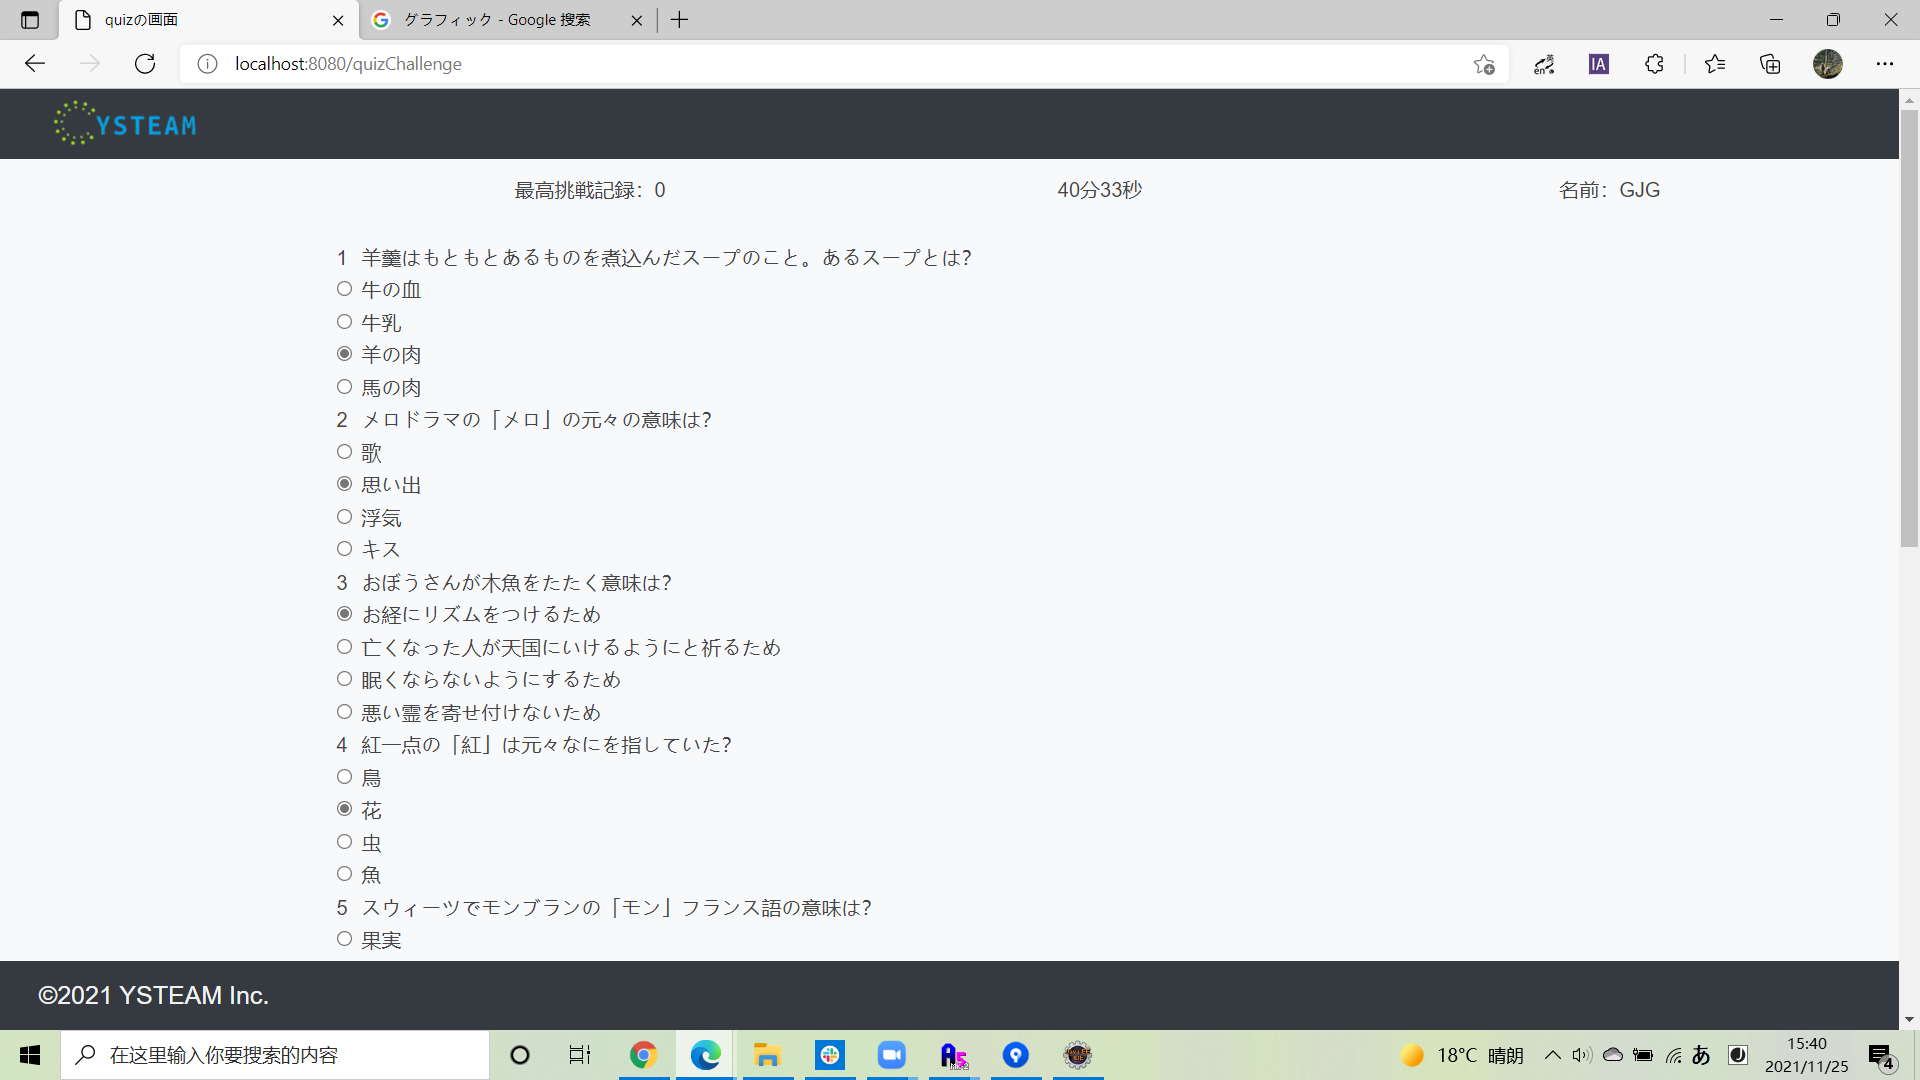 quizの画面
グラフィック - Google 搜索
localhost:8080/quizChallenge
YSTEAM
最高挑戦記録：0
40分33秒
名前：GJG
1 羊羹はもともとあるものを煮込んだスープのこと。あるスープとは?
牛の血
牛乳
羊の肉
馬の肉
2 メロドラマの「メロ」の元々の意味は?
歌
思い出
浮気
キス
3 おぼうさんが木魚をたたく意味は?
お経にリズムをつけるため
亡くなった人が天国にいけるようにと祈るため
眠くならないようにするため
悪い霊を寄せ付けないため
4 紅一点の「紅」は元々なにを指していた?
鳥
花
虫
魚
5 スウィーツでモンブランの「モン」フランス語の意味は?
果実
©2021 YSTEAM Inc.
在这里输入你要搜索的内容
18°C 晴朗
あ
15:40
2021/11/25
4